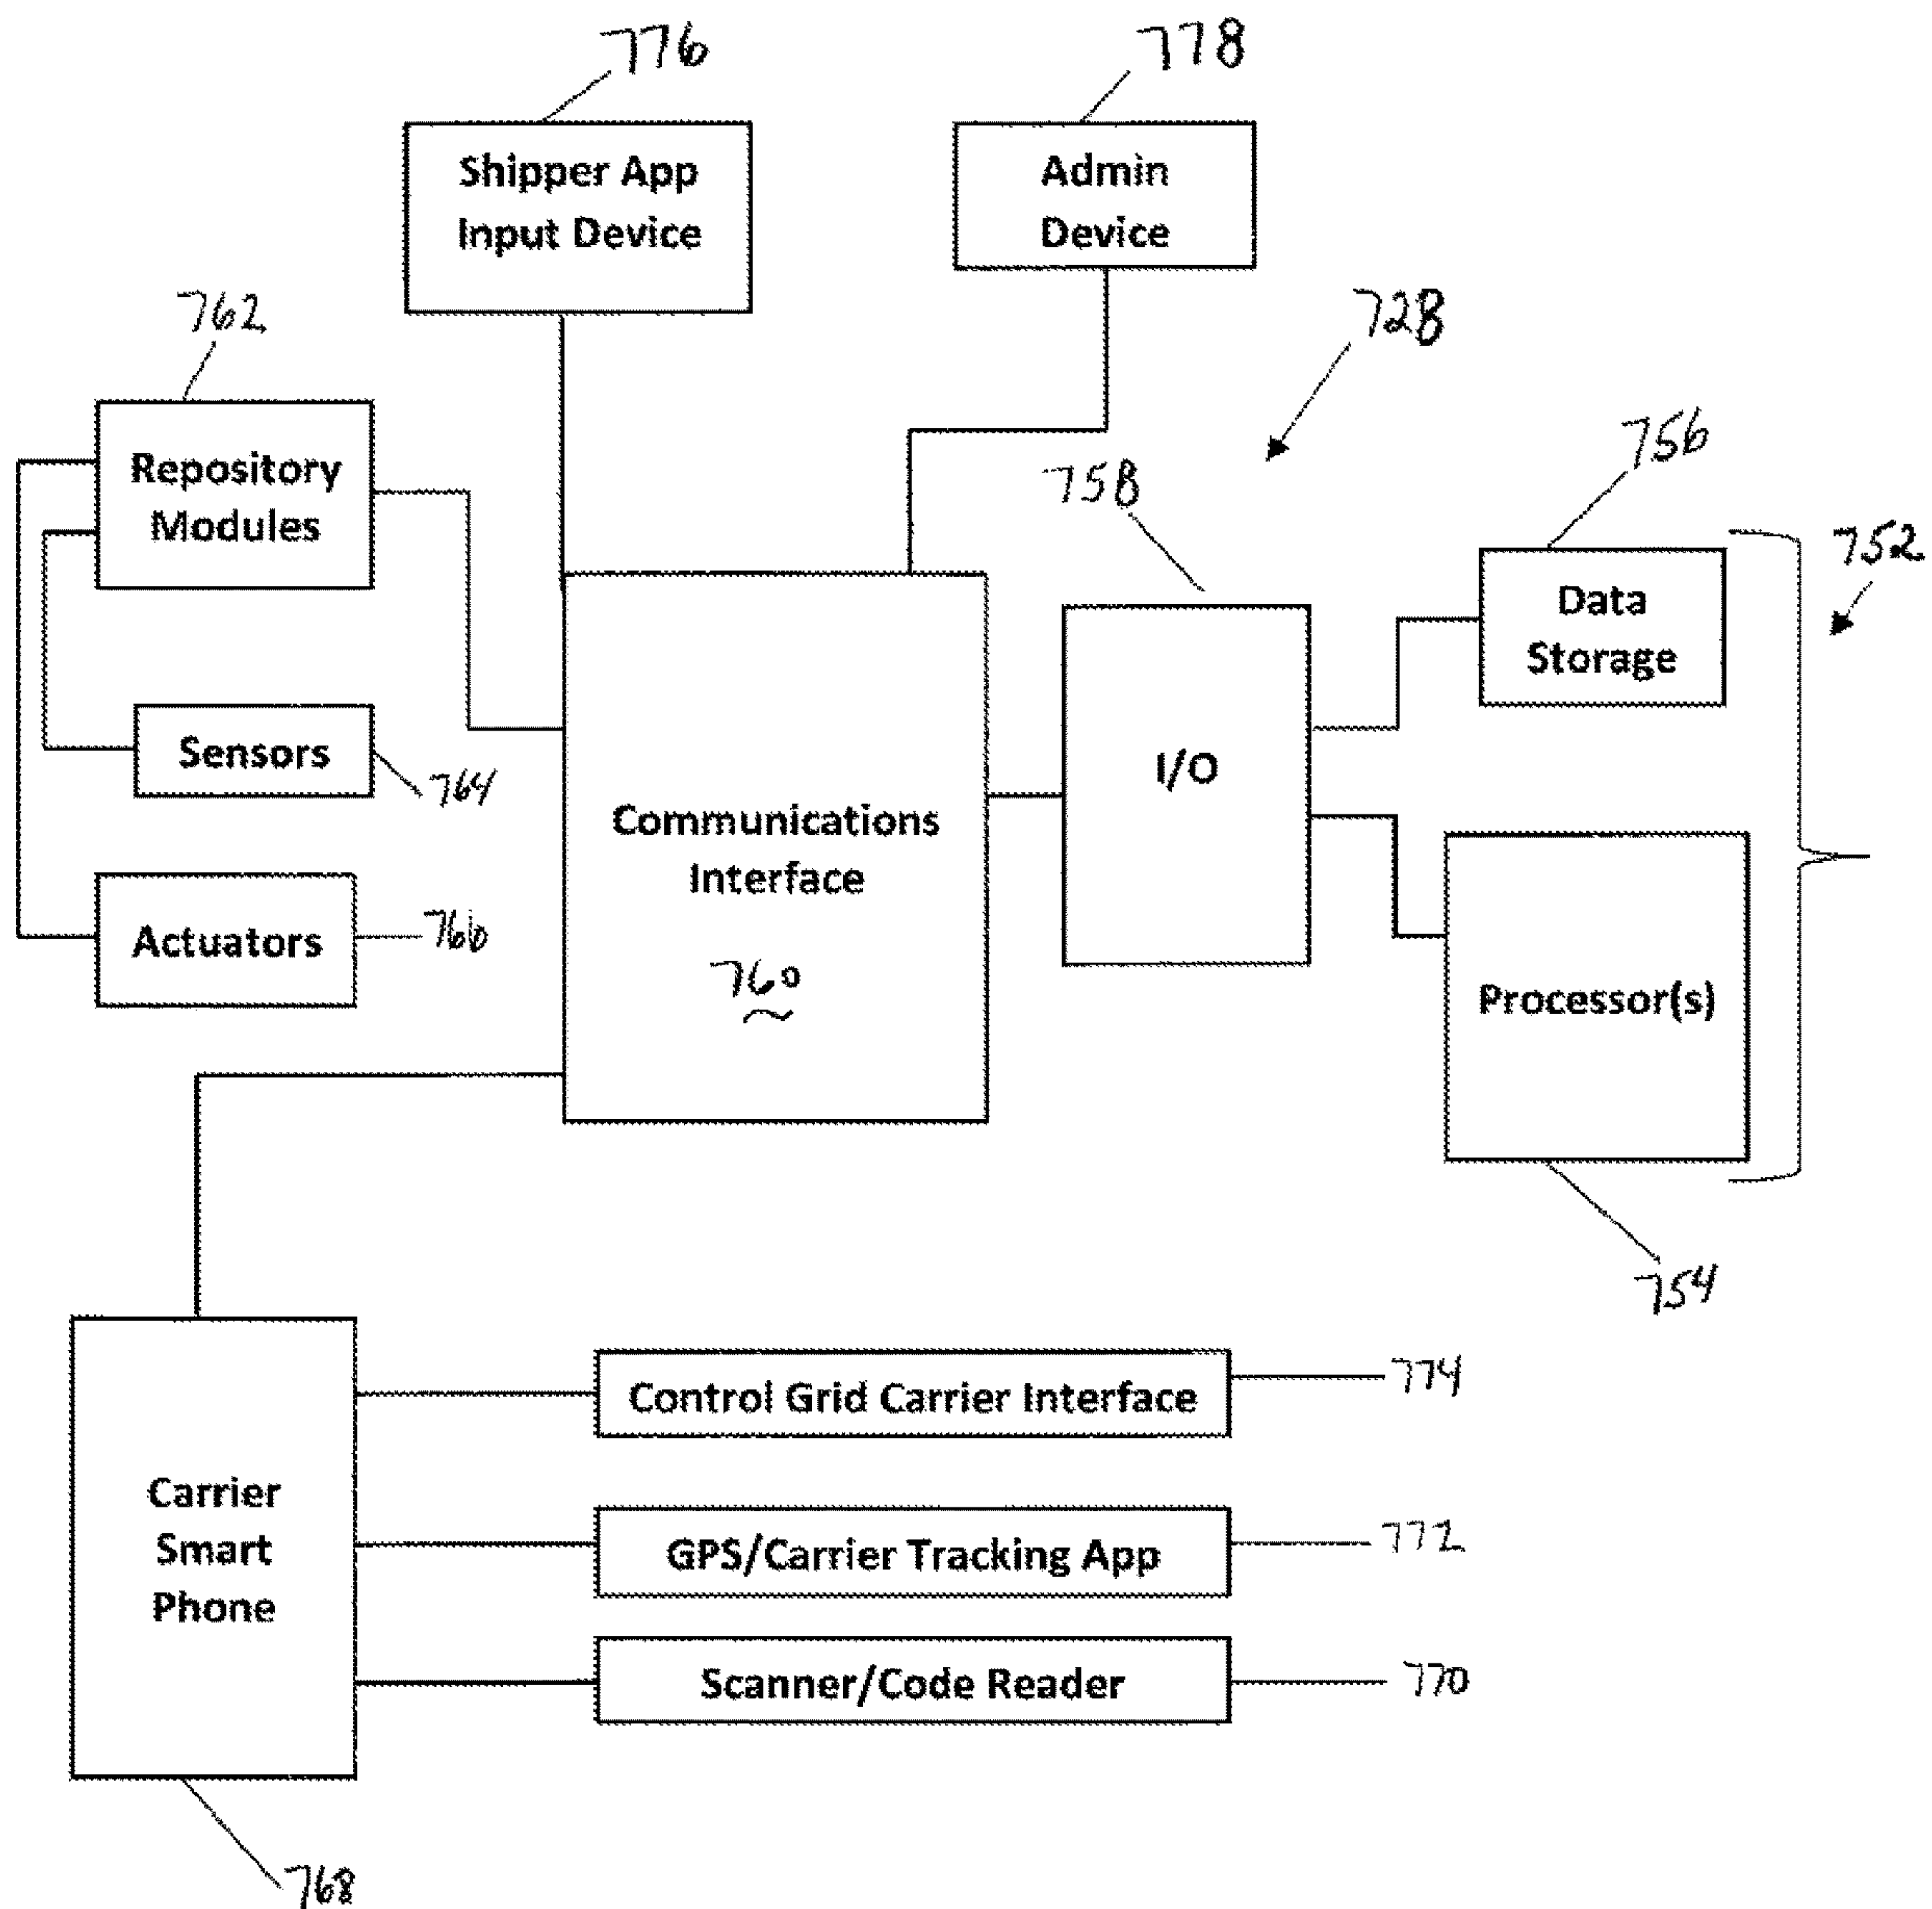 776
778
Shipper App
Input Device
Admin
Device
762
728
756
758
752
Repository
Modules
Data
Storage
Sensors
764
I/O
Communications
Interface
760
Actuators
766
Processor(s)
754
Control Grid Carrier Interface
774
Carrier
Smart
Phone
GPS/Carrier Tracking App
772
Scanner/Code Reader
770
768